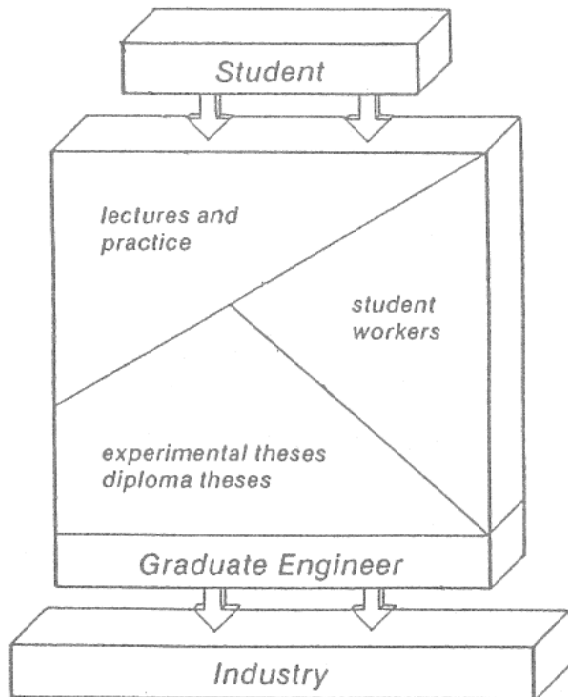 Student
lectures and
practice
student
workers
experimental theses
diploma theses
Graduate Engineer
Industry